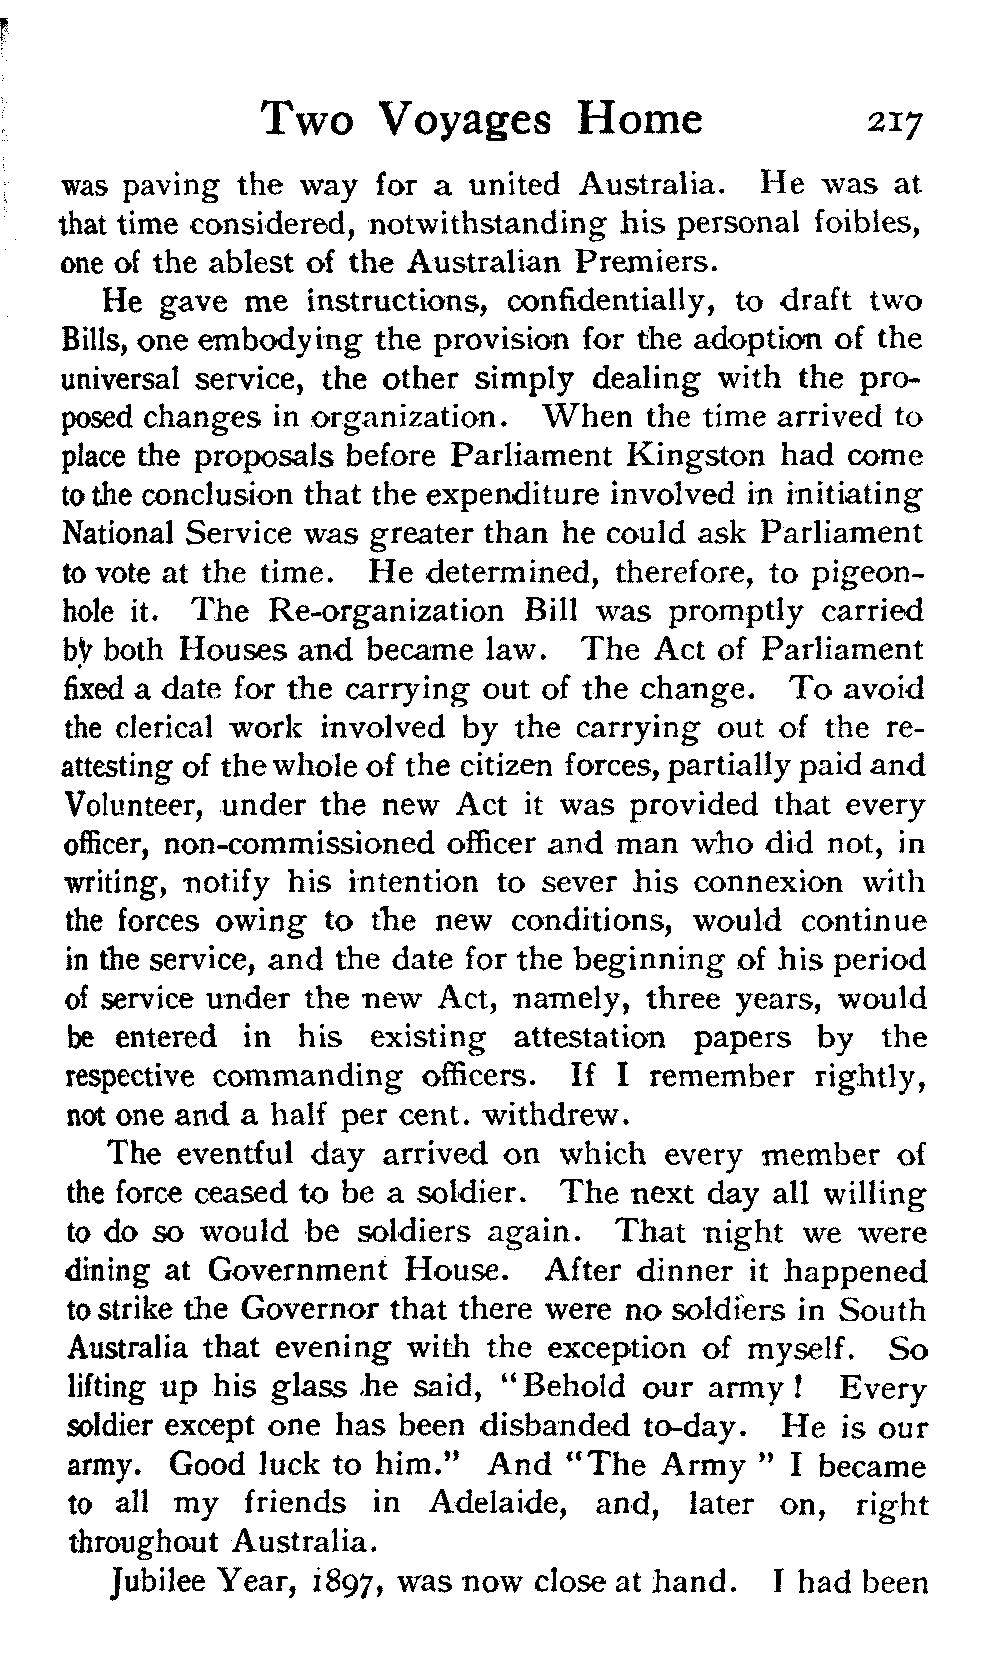 Two Voyages Home 217
was paving the way for a united Australia. He was at
that time considered, notwithstanding his personal foibles,
one of the ablest of the Australian Premiers.
He gave me instructions, confidentially, to draft two
Bills, one embodying the provision for the adoption of the
universal service, the other simply dealing with the pro-
posed changes in organization. When the time arrived to
place the proposals before Parliament Kingston had come
to the conclusion that the expenditure involved in initiating
National Service was greater than he could ask Parliament
to vote at the time. He determined, therefore, to pigeon-
hole it. The Re-organization Bill was promptly carried
by both Houses and became law. The Act of Parliament
fixed a date for the carrying out of the change. To avoid
the clerical work involved by the carrying out of the re-
attesting of the whole of the citizen forces, partially paid and
Volunteer, under the new Act it was provided that every
officer, non-commissioned officer and man who did not, in
writing, notify his intention to sever his connexion with
the forces owing to the new conditions, would continue
in the service, and the date for the beginning of his period
of service under the new Act, namely, three years, would
be entered in his existing attestation papers by the
respective commanding officers. If I remember rightly,
not one and a half per cent. withdrew.
The eventful day arrived on which every member of
the force ceased to be a soldier. The next day all willing
to do so would be soldiers again. That night we were
dining at Government House. After dinner it happened
to strike the Governor that there were no soldiers in South
Australia that evening with the exception of myself. So
lifting up his glass he said, "Behold our army! Every
soldier except one has been disbanded to-day. He is our
army. Good luck to him." And "The Army" I became
to all my friends in Adelaide, and, later on, right
throughout Australia.
Jubilee Year, 1897, was now close at hand. I had been